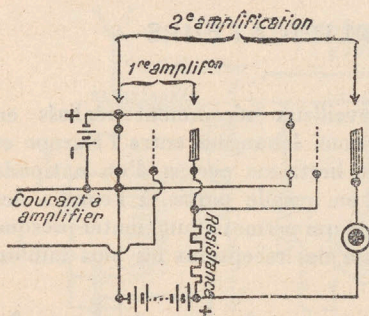 2e amplification
1re amplifon
+
-
Courant à
amplifier
Résistance
+